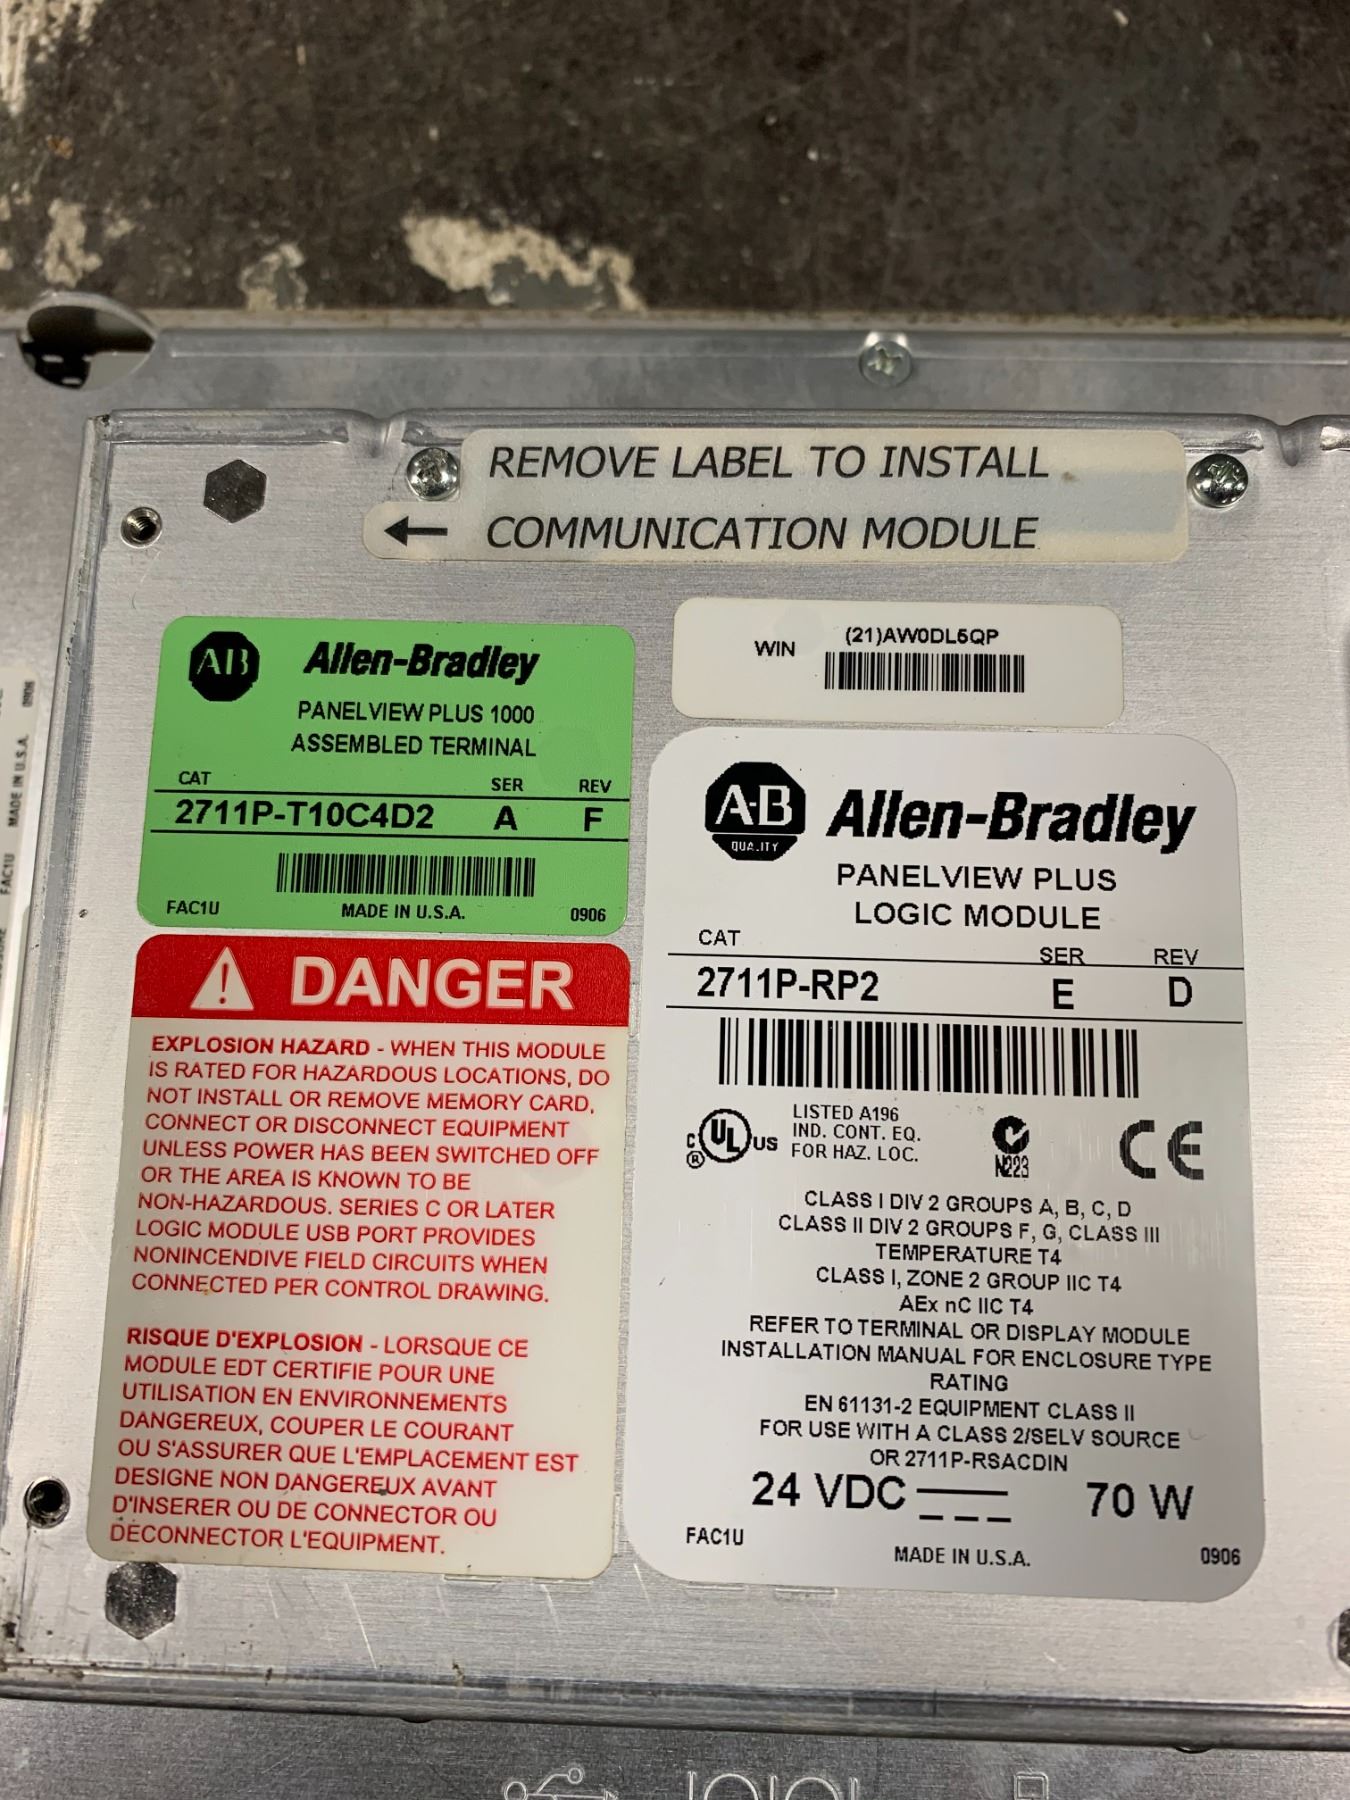 REMOVE LABEL TO INSTALL
COMMUNICATION MODULE
WIN
(21)AW0DL5QP
AB
Allen-Bradley
PANELVIEW PLUS 1000
ASSEMBLED TERMINAL
CAT SER REV
2711P-T10C4D2 A F
FAC1U MADE IN U.S.A. 0906
DANGER
EXPLOSION HAZARD - WHEN THIS MODULE
IS RATED FOR HAZARDOUS LOCATIONS, DO
NOT INSTALL OR REMOVE MEMORY CARD,
CONNECT OR DISCONNECT EQUIPMENT
UNLESS POWER HAS BEEN SWITCHED OFF
OR THE AREA IS KNOWN TO BE
NON-HAZARDOUS. SERIES C OR LATER
LOGIC MODULE USB PORT PROVIDES
NONINCENDIVE FIELD CIRCUITS WHEN
CONNECTED PER CONTROL DRAWING.
RISQUE D'EXPLOSION - LORSQUE CE
MODULE EDT CERTIFIE POUR UNE
UTILISATION EN ENVIRONNEMENTS
DANGEREUX, COUPER LE COURANT
OU S'ASSURER QUE L'EMPLACEMENT EST
DESIGNE NON DANGEREUX AVANT
D'INSERER OU DE CONNECTOR OU
DECONNECTOR L'EQUIPMENT.
A-B
QUALITY
Allen-Bradley
PANELVIEW PLUS
LOGIC MODULE
CAT SER REV
2711P-RP2 E D
C UL US ®
LISTED A196
IND. CONT. EQ.
FOR HAZ. LOC.
N223
CE
CLASS I DIV 2 GROUPS A, B, C, D
CLASS II DIV 2 GROUPS F, G, CLASS III
TEMPERATURE T4
CLASS I, ZONE 2 GROUP IIC T4
AEx nC IIC T4
REFER TO TERMINAL OR DISPLAY MODULE
INSTALLATION MANUAL FOR ENCLOSURE TYPE
RATING
EN 61131-2 EQUIPMENT CLASS II
FOR USE WITH A CLASS 2/SELV SOURCE
OR 2711P-RSACDIN
24 VDC 70 W
FAC1U MADE IN U.S.A. 0906
FAC1U MADE IN U.S.A.